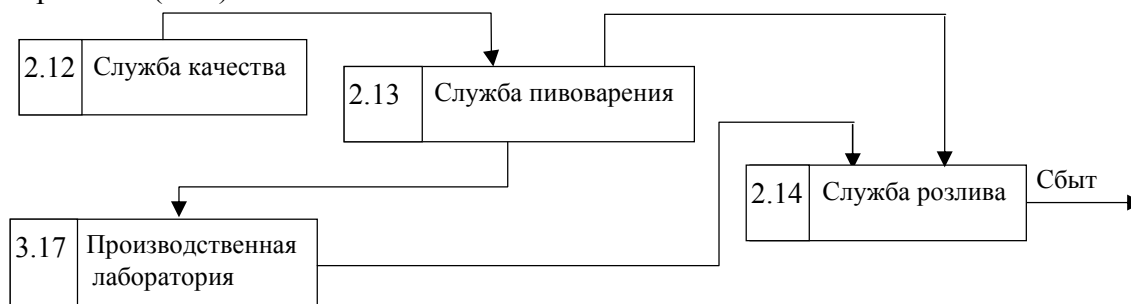 2.12 Служба качества
2.13 Служба пивоварения
2.14 Служба розлива
Сбыт
3.17 Производственная
лаборатория